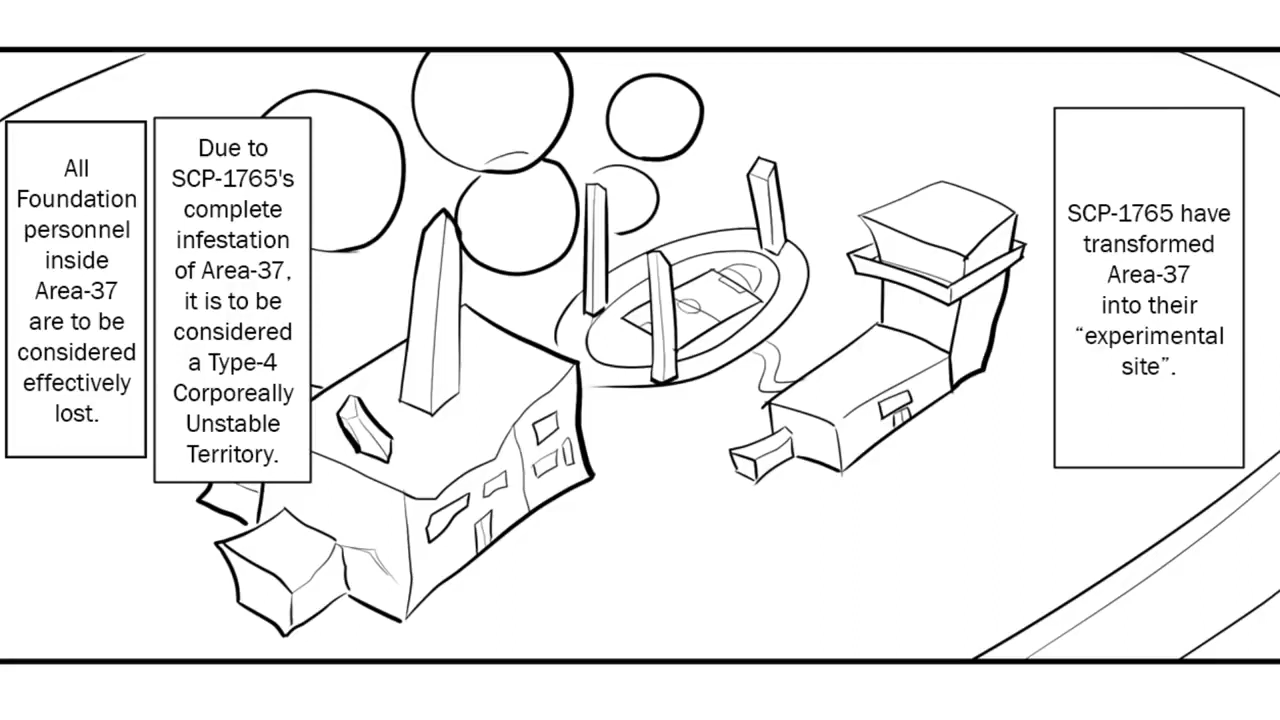 All
Foundation
personnel
inside
Area-37
are to be
considered
effectively
lost.
Due to
SCP-1765's
complete
infestation
of Area-37,
it is to be
considered
a Type-4
Corporeally
Unstable
Territory.
SCP-1765 have
transformed
Area-37
into their
“experimental
site”.